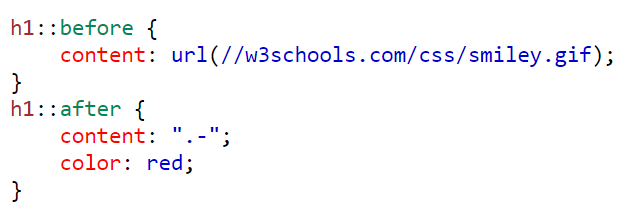 h1::before {
    content: url(//w3schools.com/css/smiley.gif);
}
h1::after {
    content: ".-";
    color: red;
}